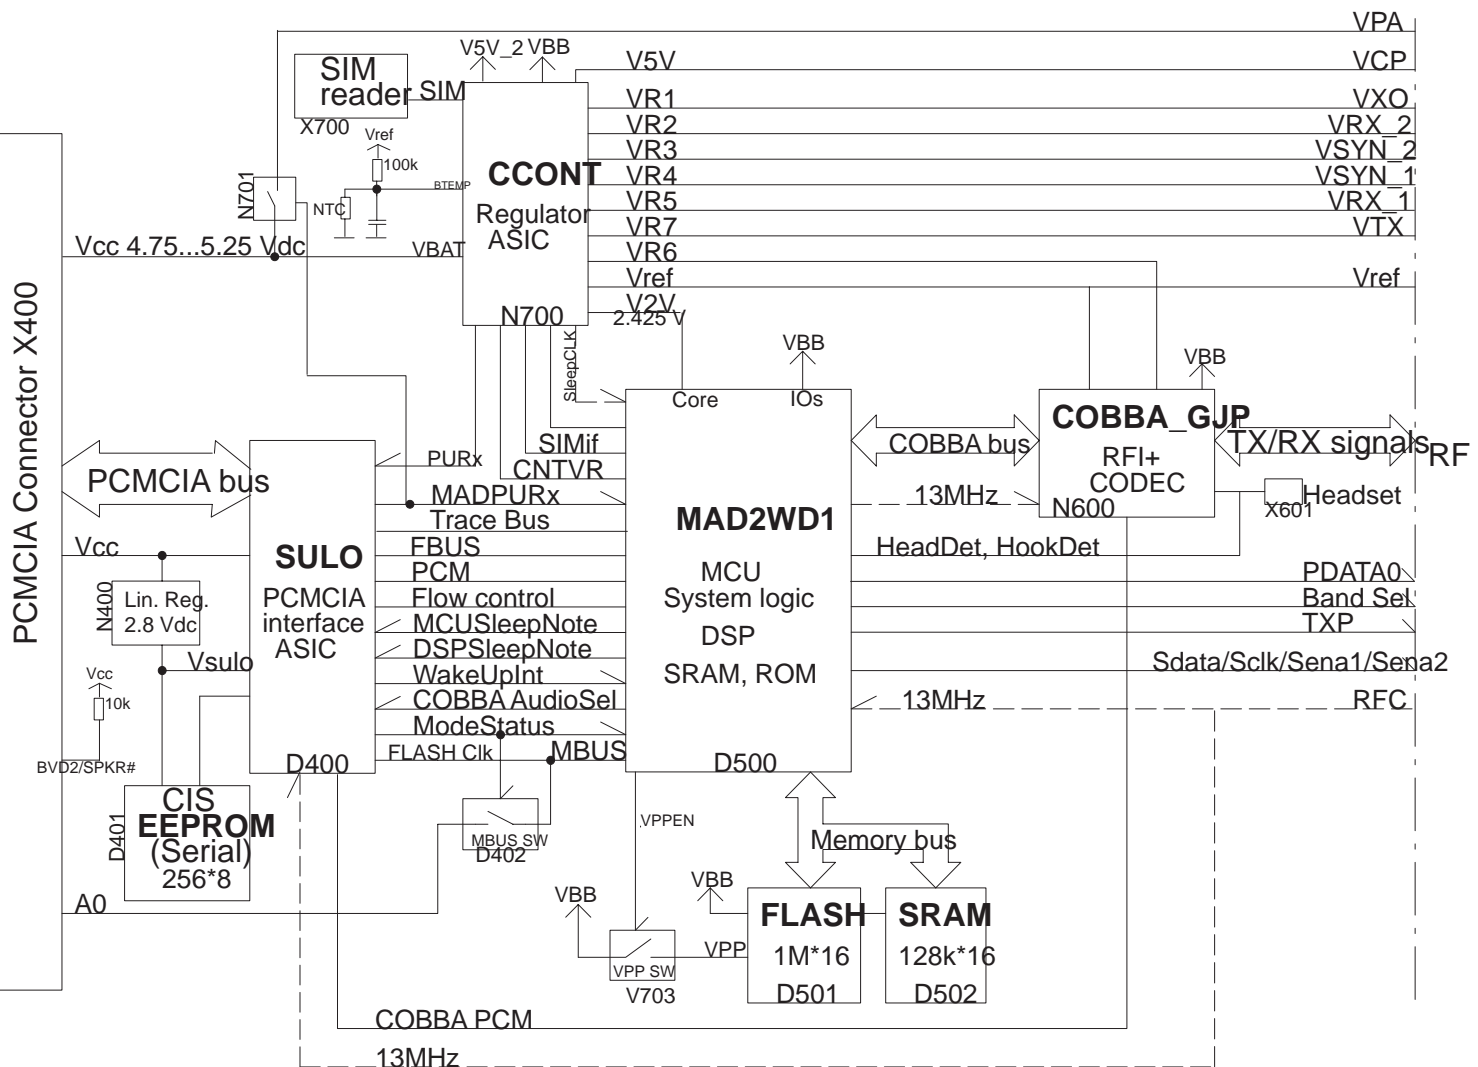 VPA
V5V_2 VBB
V5V
VCP
SIM
reader
SIM
X700
VR1
VXO
VR2
VRX_2
VR3
VSYN_2
VR4
VSYN_1
VR5
VRX_1
VR7
VTX
VR6
Vref
Vref
V2V
2.425 V
Vref
100k
NTC
BTEMP
N701
CCONT
Regulator
ASIC
N700
Vcc 4.75...5.25 Vdc
VBAT
PCMCIA Connector X400
SleepCLK
VBB
VBB
Core
IOs
SIMif
CNTVR
PURx
MADPURx
Trace Bus
FBUS
PCM
Flow control
MCUSleepNote
DSPSleepNote
WakeUpInt
COBBA AudioSel
ModeStatus
FLASH Clk
MBUS
PCMCIA bus
Vcc
SULO
PCMCIA
interface
ASIC
D400
N400
Lin. Reg.
2.8 Vdc
Vsulo
Vcc
10k
BVD2/SPKR#
CIS
EEPROM
(Serial)
256*8
D401
A0
MAD2WD1
MCU
System logic
DSP
SRAM, ROM
D500
COBBA bus
COBBA_GJP
RFI+
CODEC
N600
TX/RX signals
RF
13MHz
X601
Headset
HeadDet, HookDet
PDATA0
Band Sel
TXP
Sdata/Sclk/Sena1/Sena2
13MHz
RFC
MBUS SW
D402
VPPEN
Memory bus
VBB
VBB
VPP SW
V703
VPP
FLASH
1M*16
D501
SRAM
128k*16
D502
COBBA PCM
13MHz